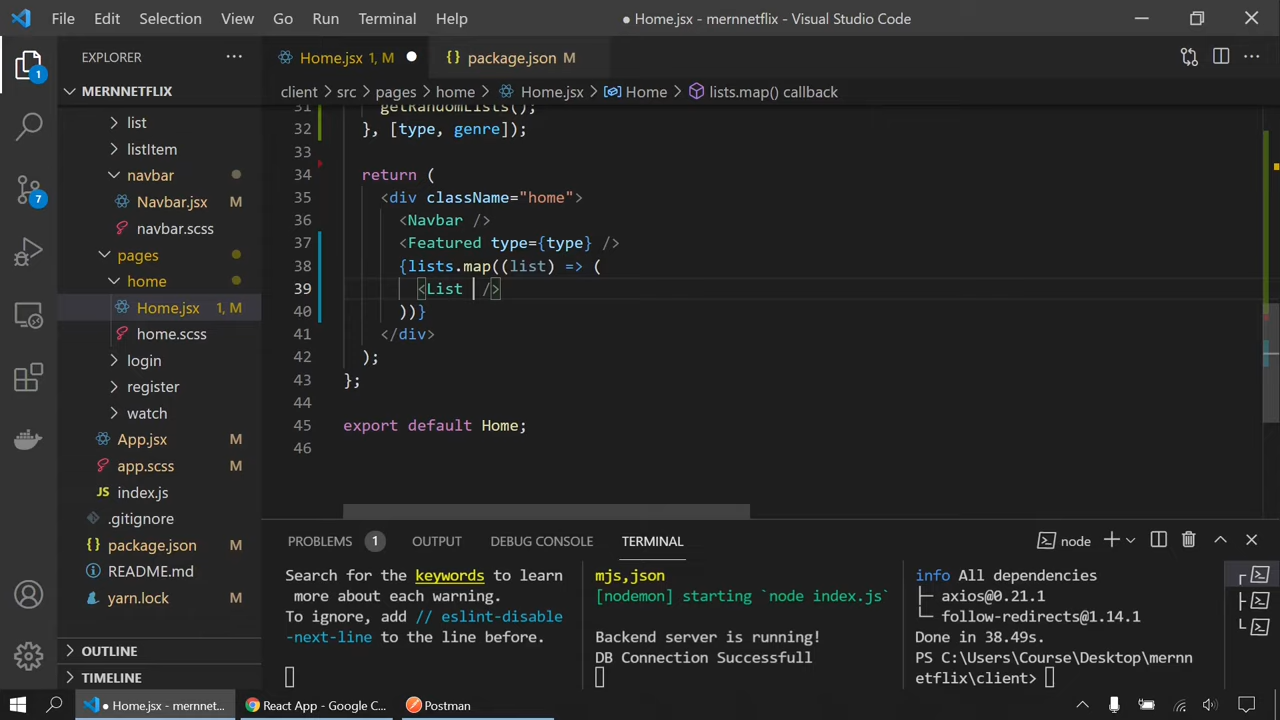 File Edit Selection View Go Run Terminal Help
● Home.jsx - mernnetflix - Visual Studio Code
EXPLORER ···
Home.jsx 1, M ●
{} package.json M
1
MERNNETFLIX
client > src > pages > home > Home.jsx > Home > lists.map() callback
list
listItem
navbar
Navbar.jsx M
navbar.scss
pages
home
Home.jsx 1, M
home.scss
login
register
watch
App.jsx M
app.scss M
JS index.js
.gitignore
{} package.json M
README.md
yarn.lock M
OUTLINE
TIMELINE
7
31 getRandomLists();
32 }, [type, genre]);
33
34 return (
35 <div className="home">
36 <Navbar />
37 <Featured type={type} />
38 {lists.map((list) => (
39 <List />
40 ))}
41 </div>
42 );
43 };
44
45 export default Home;
46
PROBLEMS 1 OUTPUT DEBUG CONSOLE TERMINAL
node
Search for the keywords to learn
more about each warning.
To ignore, add // eslint-disable
-next-line to the line before.
mjs,json
[nodemon] starting `node index.js`
Backend server is running!
DB Connection Successfull
info All dependencies
├─ axios@0.21.1
└─ follow-redirects@1.14.1
Done in 38.49s.
PS C:\Users\Course\Desktop\mernn
etflix\client>
● Home.jsx - mernnet...
React App - Google C...
Postman